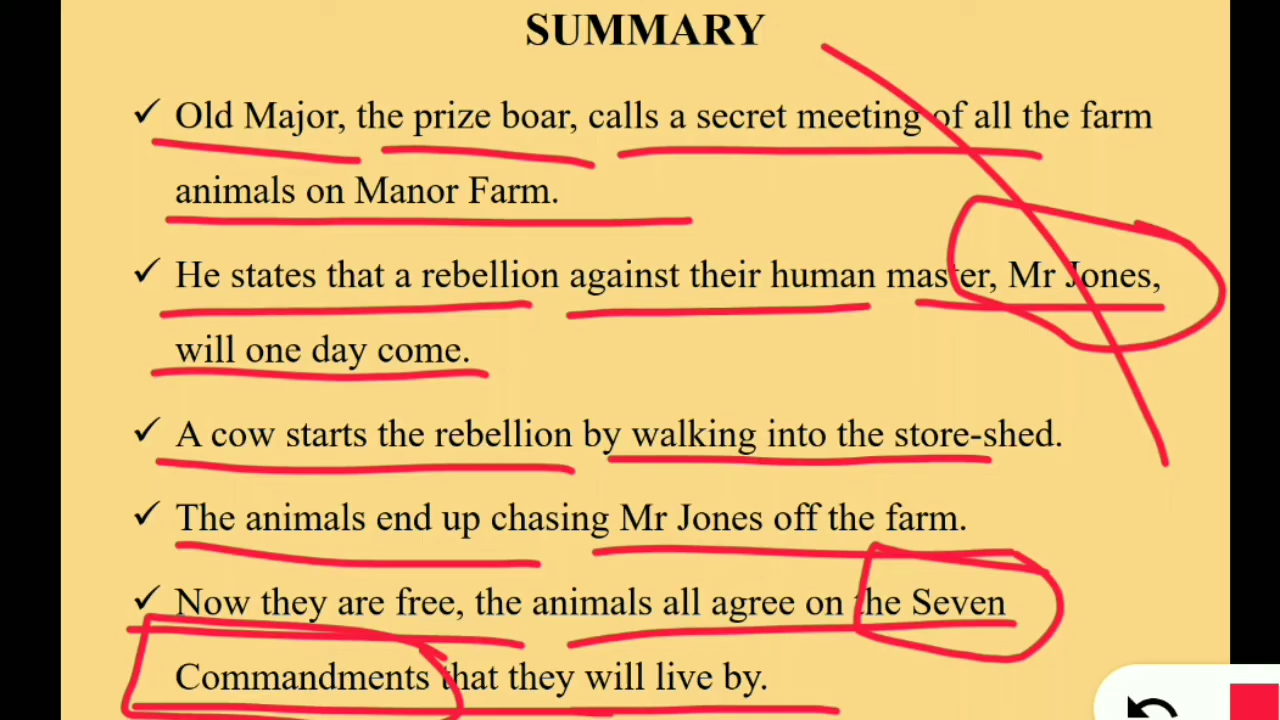 SUMMARY
✓ Old Major, the prize boar, calls a secret meeting of all the farm
animals on Manor Farm.
✓ He states that a rebellion against their human master, Mr Jones,
will one day come.
✓ A cow starts the rebellion by walking into the store-shed.
✓ The animals end up chasing Mr Jones off the farm.
✓ Now they are free, the animals all agree on the Seven
Commandments that they will live by.